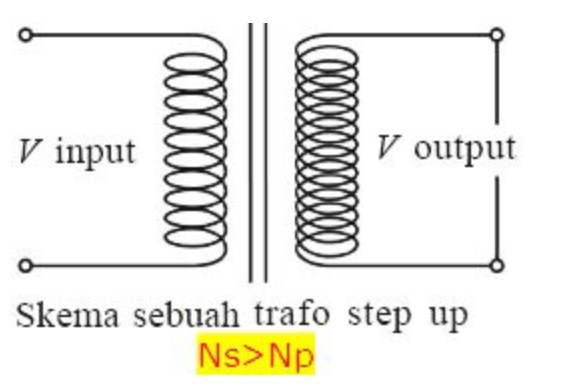 V input
V output
Skema sebuah trafo step up
Ns>Np